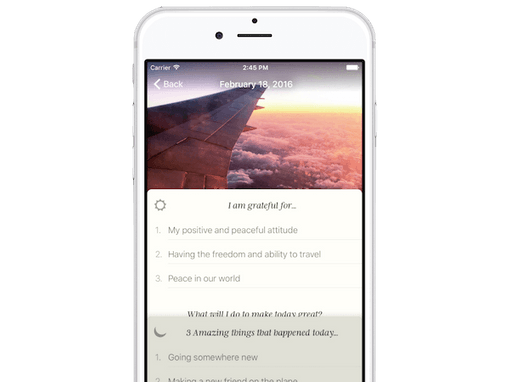 Carrier 2:45 PM
Back February 18, 2016
I am grateful for...
1. My positive and peaceful attitude
2. Having the freedom and ability to travel
3. Peace in our world
What will I do to make today great?
3 Amazing things that happened today...
1. Going somewhere new
2. Making a new friend on the plane